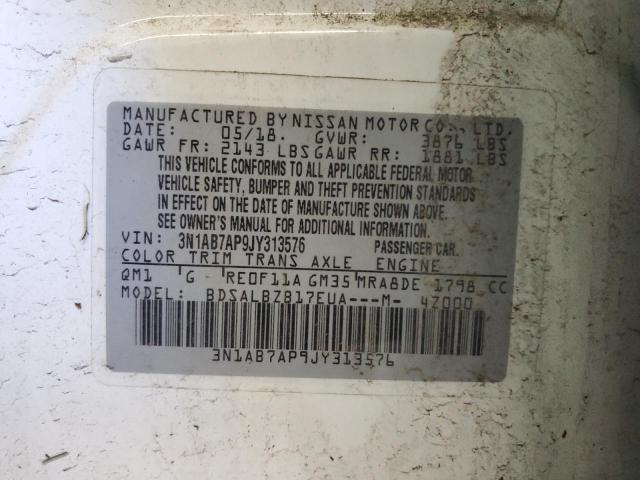 MANUFACTURED BY NISSAN MOTOR CO., LTD.
DATE: 05/18. GVWR: 3876 LBS
GAWR FR: 2143 LBS GAWR RR: 1881 LBS
THIS VEHICLE CONFORMS TO ALL APPLICABLE FEDERAL MOTOR
VEHICLE SAFETY, BUMPER AND THEFT PREVENTION STANDARDS
IN EFFECT ON THE DATE OF MANUFACTURE SHOWN ABOVE.
SEE OWNER'S MANUAL FOR ADDITIONAL INFORMATION.
VIN: 3N1AB7AP9JY313576 PASSENGER CAR.
COLOR TRIM TRANS AXLE ENGINE
QM1 G RE0F11A GM35 MRA8DE 1798 CC
MODEL: BDSALBZB17EUA---M- 4Z000
3N1AB7AP9JY313576